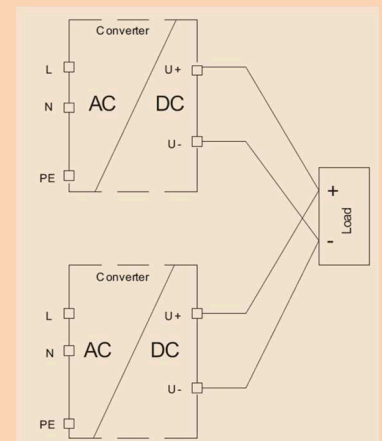 Converter
L
U+
N
AC
DC
U-
PE
+
Load
-
Converter
L
U+
N
AC
DC
U-
PE